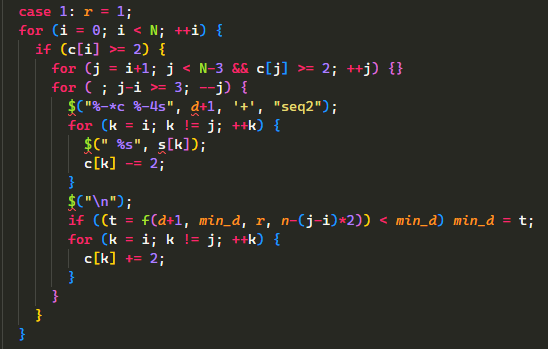 case 1: r = 1;
for (i = 0; i < N; ++i) {
if (c[i] >= 2) {
for (j = i+1; j < N-3 && c[j] >= 2; ++j) {}
for ( ; j-i >= 3; --j) {
$("%-*c %-4s", d+1, '+', "seq2");
for (k = i; k != j; ++k) {
$(" %s", s[k]);
c[k] -= 2;
}
$("\n");
if ((t = f(d+1, min_d, r, n-(j-i)*2)) < min_d) min_d = t;
for (k = i; k != j; ++k) {
c[k] += 2;
}
}
}
}